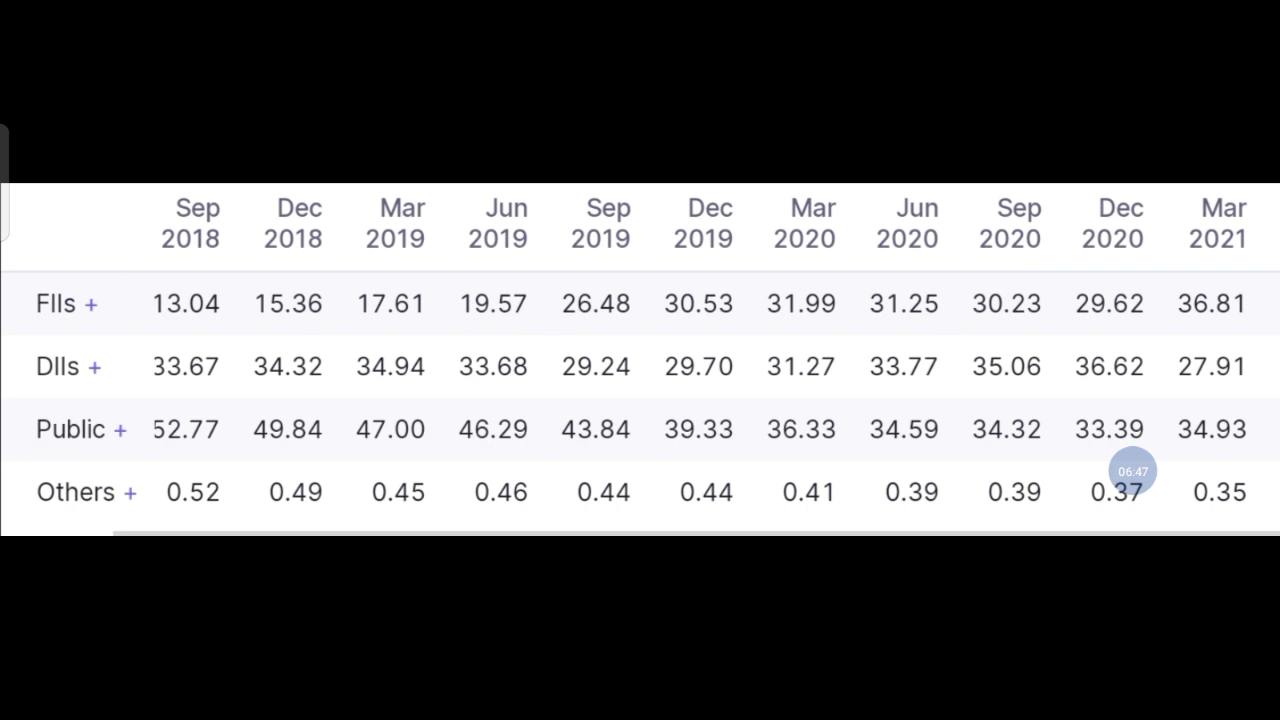 Sep Dec Mar Jun Sep Dec Mar Jun Sep Dec Mar
2018 2018 2019 2019 2019 2019 2020 2020 2020 2020 2021
FIIs + 13.04 15.36 17.61 19.57 26.48 30.53 31.99 31.25 30.23 29.62 36.81
DIIs + 33.67 34.32 34.94 33.68 29.24 29.70 31.27 33.77 35.06 36.62 27.91
Public + 52.77 49.84 47.00 46.29 43.84 39.33 36.33 34.59 34.32 33.39 34.93
06:47
Others + 0.52 0.49 0.45 0.46 0.44 0.44 0.41 0.39 0.39 0.37 0.35